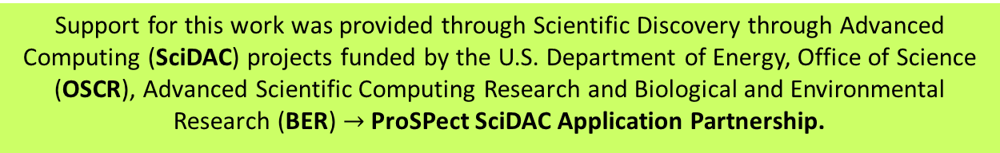 Support for this work was provided through Scientific Discovery through Advanced
Computing (SciDAC) projects funded by the U.S. Department of Energy, Office of Science
(OSCR), Advanced Scientific Computing Research and Biological and Environmental
Research (BER) → ProSPect SciDAC Application Partnership.